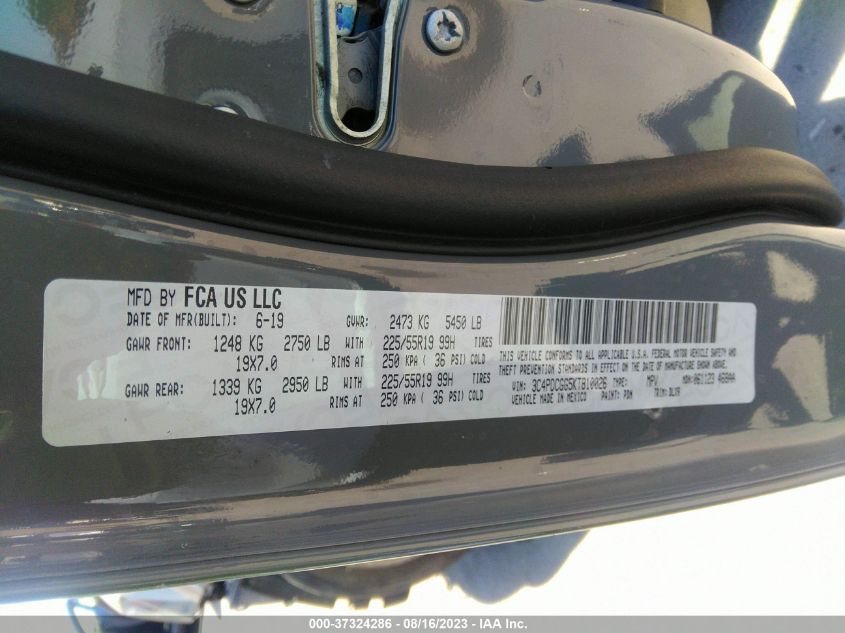 MFD BY FCA US LLC
DATE OF MFR(BUILT): 6-19 GVWR: 2473 KG 5450 LB
GAWR FRONT: 1248 KG 2750 LB WITH 225/55R19 99H TIRES
19X7.0 RIMS AT 250 KPA ( 36 PSI) COLD
GAWR REAR: 1339 KG 2950 LB WITH 225/55R19 99H TIRES
19X7.0 RIMS AT 250 KPA ( 36 PSI) COLD
THIS VEHICLE CONFORMS TO ALL APPLICABLE U.S.A. FEDERAL MOTOR VEHICLE SAFETY AND
THEFT PREVENTION STANDARDS IN EFFECT ON THE DATE OF MANUFACTURE SHOWN ABOVE
VIN: 3C4PDCGG5KT810026 TYPE: MPV MDH:061123 468AA
VEHICLE MADE IN MEXICO PAINT: PDN TRIM: DLX9
000-37324286 - 08/16/2023 - IAA Inc.